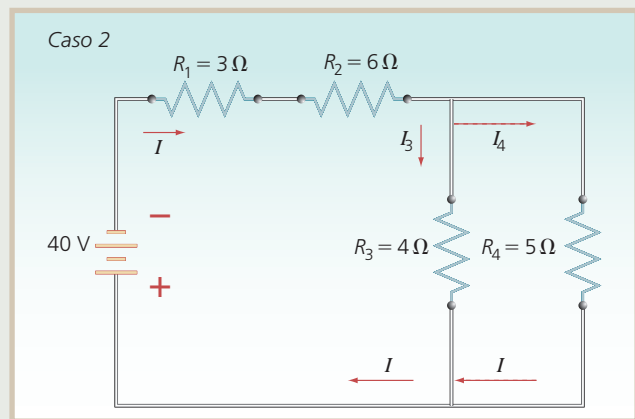 Caso 2
R1 = 3 Ω R2 = 6 Ω
I I3 I4
−
40 V R3 = 4 Ω R4 = 5 Ω
+
I I